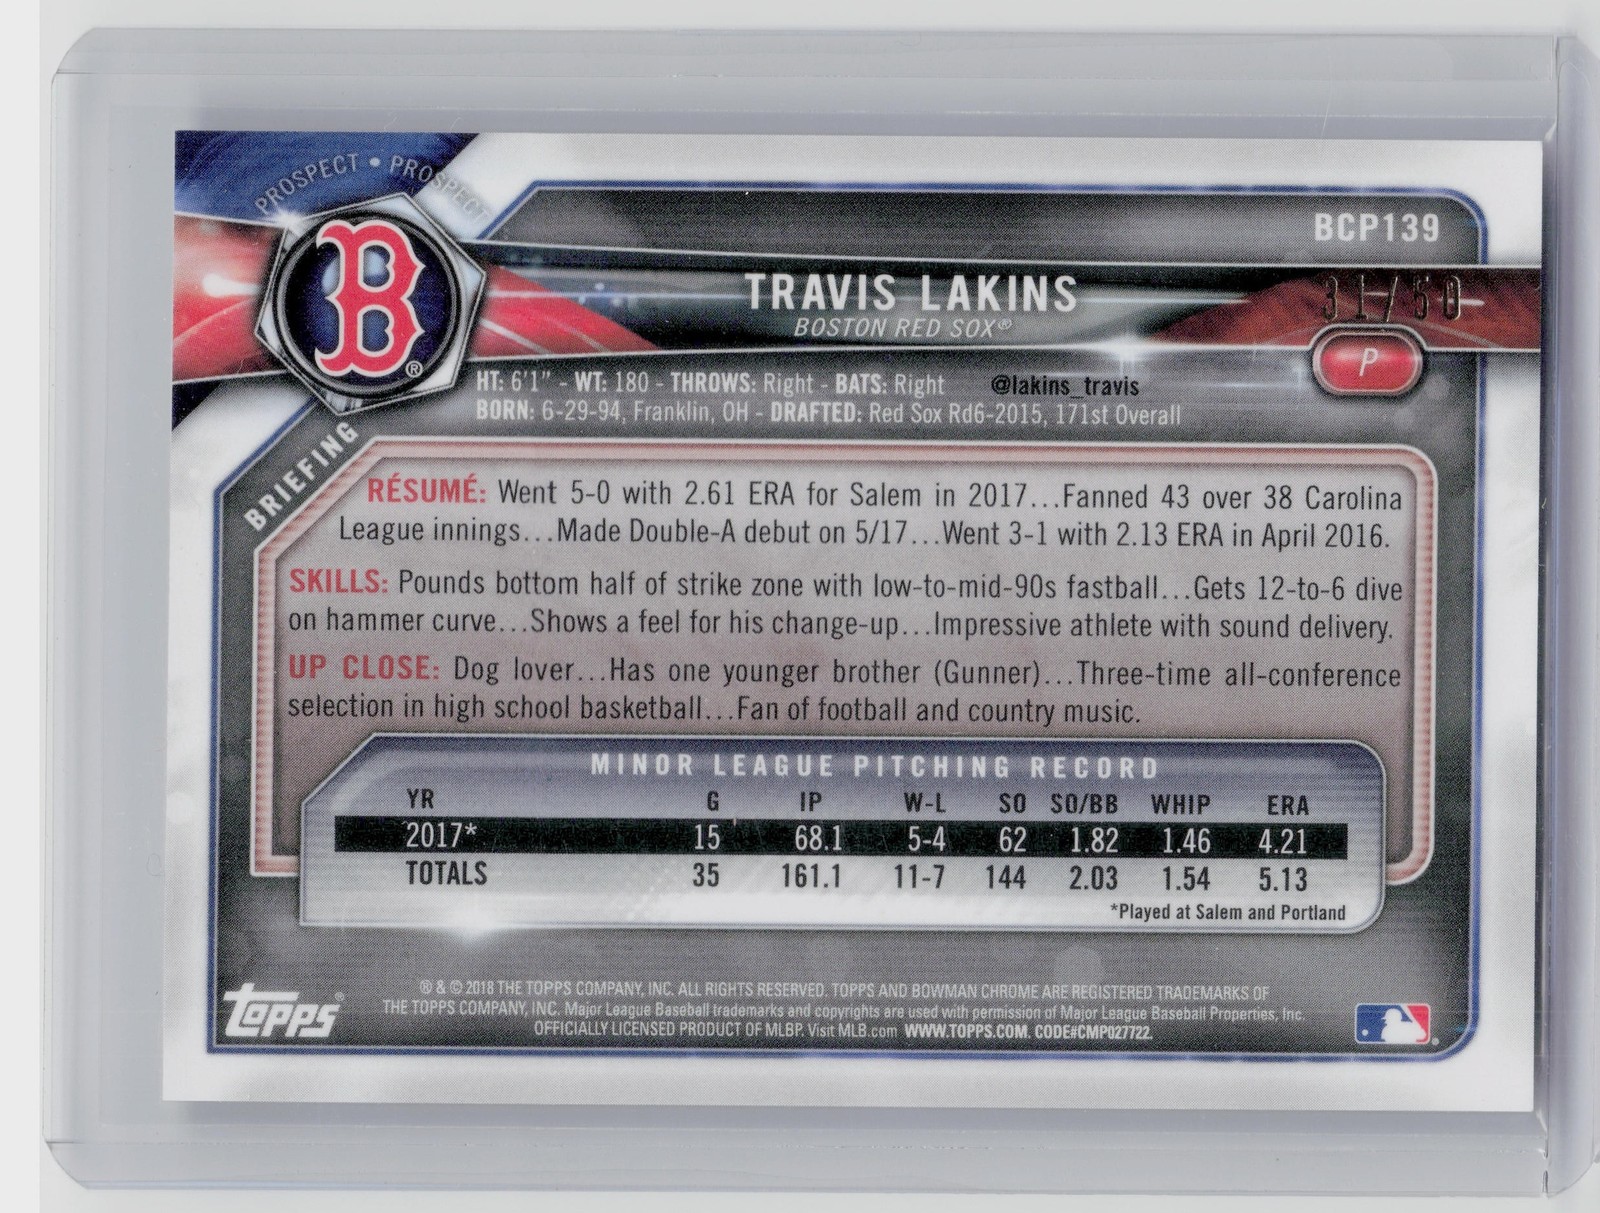 PROSPECT • PROSPECT
B®
BCP139
31/50
TRAVIS LAKINS
BOSTON RED SOX®
P
HT: 6'1" - WT: 180 - THROWS: Right - BATS: Right @lakins_travis
BORN: 6-29-94, Franklin, OH - DRAFTED: Red Sox Rd6-2015, 171st Overall
BRIEFING
RÉSUMÉ: Went 5-0 with 2.61 ERA for Salem in 2017...Fanned 43 over 38 Carolina
League innings...Made Double-A debut on 5/17...Went 3-1 with 2.13 ERA in April 2016.
SKILLS: Pounds bottom half of strike zone with low-to-mid-90s fastball...Gets 12-to-6 dive
on hammer curve...Shows a feel for his change-up...Impressive athlete with sound delivery.
UP CLOSE: Dog lover...Has one younger brother (Gunner)...Three-time all-conference
selection in high school basketball...Fan of football and country music.
MINOR LEAGUE PITCHING RECORD
YR G IP W-L SO SO/BB WHIP ERA
2017* 15 68.1 5-4 62 1.82 1.46 4.21
TOTALS 35 161.1 11-7 144 2.03 1.54 5.13
*Played at Salem and Portland
® & © 2018 THE TOPPS COMPANY, INC. ALL RIGHTS RESERVED. TOPPS AND BOWMAN CHROME ARE REGISTERED TRADEMARKS OF
THE TOPPS COMPANY, INC. Major League Baseball trademarks and copyrights are used with permission of Major League Baseball Properties, Inc.
OFFICIALLY LICENSED PRODUCT OF MLBP. Visit MLB.com WWW.TOPPS.COM. CODE#CMP027722.
topps®